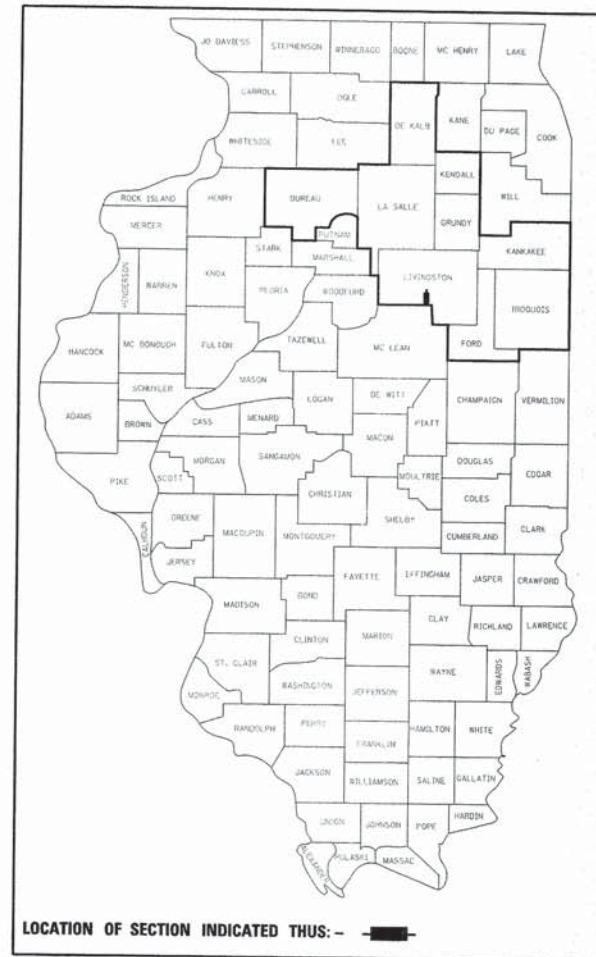 JO DAVIESS STEPHENSON WINNEBAGO BOONE MC HENRY LAKE
CARROLL OGLE DE KALB KANE DU PAGE COOK
WHITESIDE LEE
KENDALL WILL
ROCK ISLAND HENRY BUREAU LA SALLE
MERCER PUTNAM GRUNDY
STARK MARSHALL KANKAKEE
HENDERSON WARREN KNOX PEORIA WOODFORD LIVINGSTON IROQUOIS
HANCOCK MC DONOUGH FULTON TAZEWELL MC LEAN FORD
SCHUYLER MASON LOGAN DE WITT CHAMPAIGN VERMILION
ADAMS BROWN CASS MENARD MACON PIATT
PIKE SCOTT MORGAN SANGAMON MOULTRIE DOUGLAS EDGAR
CHRISTIAN COLES
CALHOUN GREENE MACOUPIN MONTGOMERY SHELBY CUMBERLAND CLARK
JERSEY FAYETTE EFFINGHAM JASPER CRAWFORD
MADISON BOND CLAY RICHLAND LAWRENCE
CLINTON MARION
ST. CLAIR WASHINGTON JEFFERSON WAYNE EDWARDS WABASH
MONROE
RANDOLPH PERRY FRANKLIN HAMILTON WHITE
JACKSON WILLIAMSON SALINE GALLATIN
UNION JOHNSON POPE HARDIN
ALEXANDER PULASKI MASSAC
LOCATION OF SECTION INDICATED THUS: –